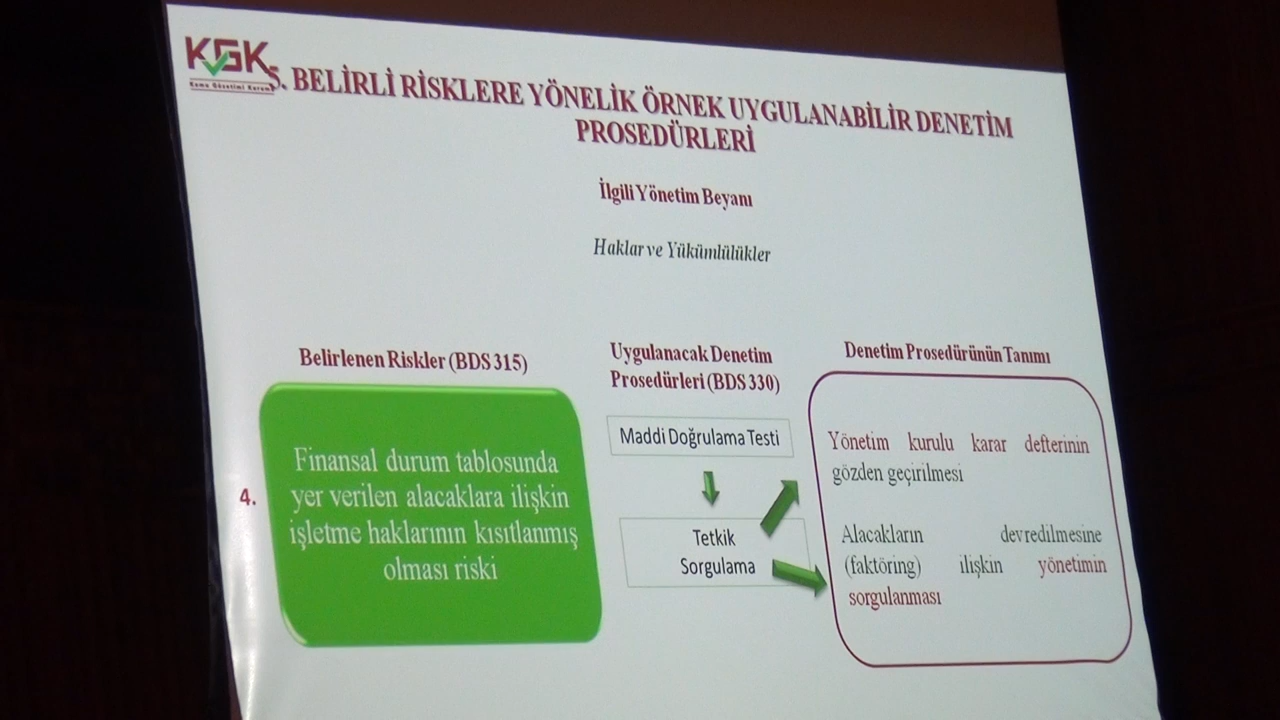 KGK
Kamu Gözetimi Kurumu
5. BELİRLİ RİSKLERE YÖNELİK ÖRNEK UYGULANABİLİR DENETİM
PROSEDÜRLERİ
İlgili Yönetim Beyanı
Haklar ve Yükümlülükler
Belirlenen Riskler (BDS 315)
4.
Finansal durum tablosunda
yer verilen alacaklara ilişkin
işletme haklarının kısıtlanmış
olması riski
Uygulanacak Denetim
Prosedürleri (BDS 330)
Maddi Doğrulama Testi
Tetkik
Sorgulama
Denetim Prosedürünün Tanımı
Yönetim kurulu karar defterinin
gözden geçirilmesi
Alacakların devredilmesine
(faktöring) ilişkin yönetimin
sorgulanması